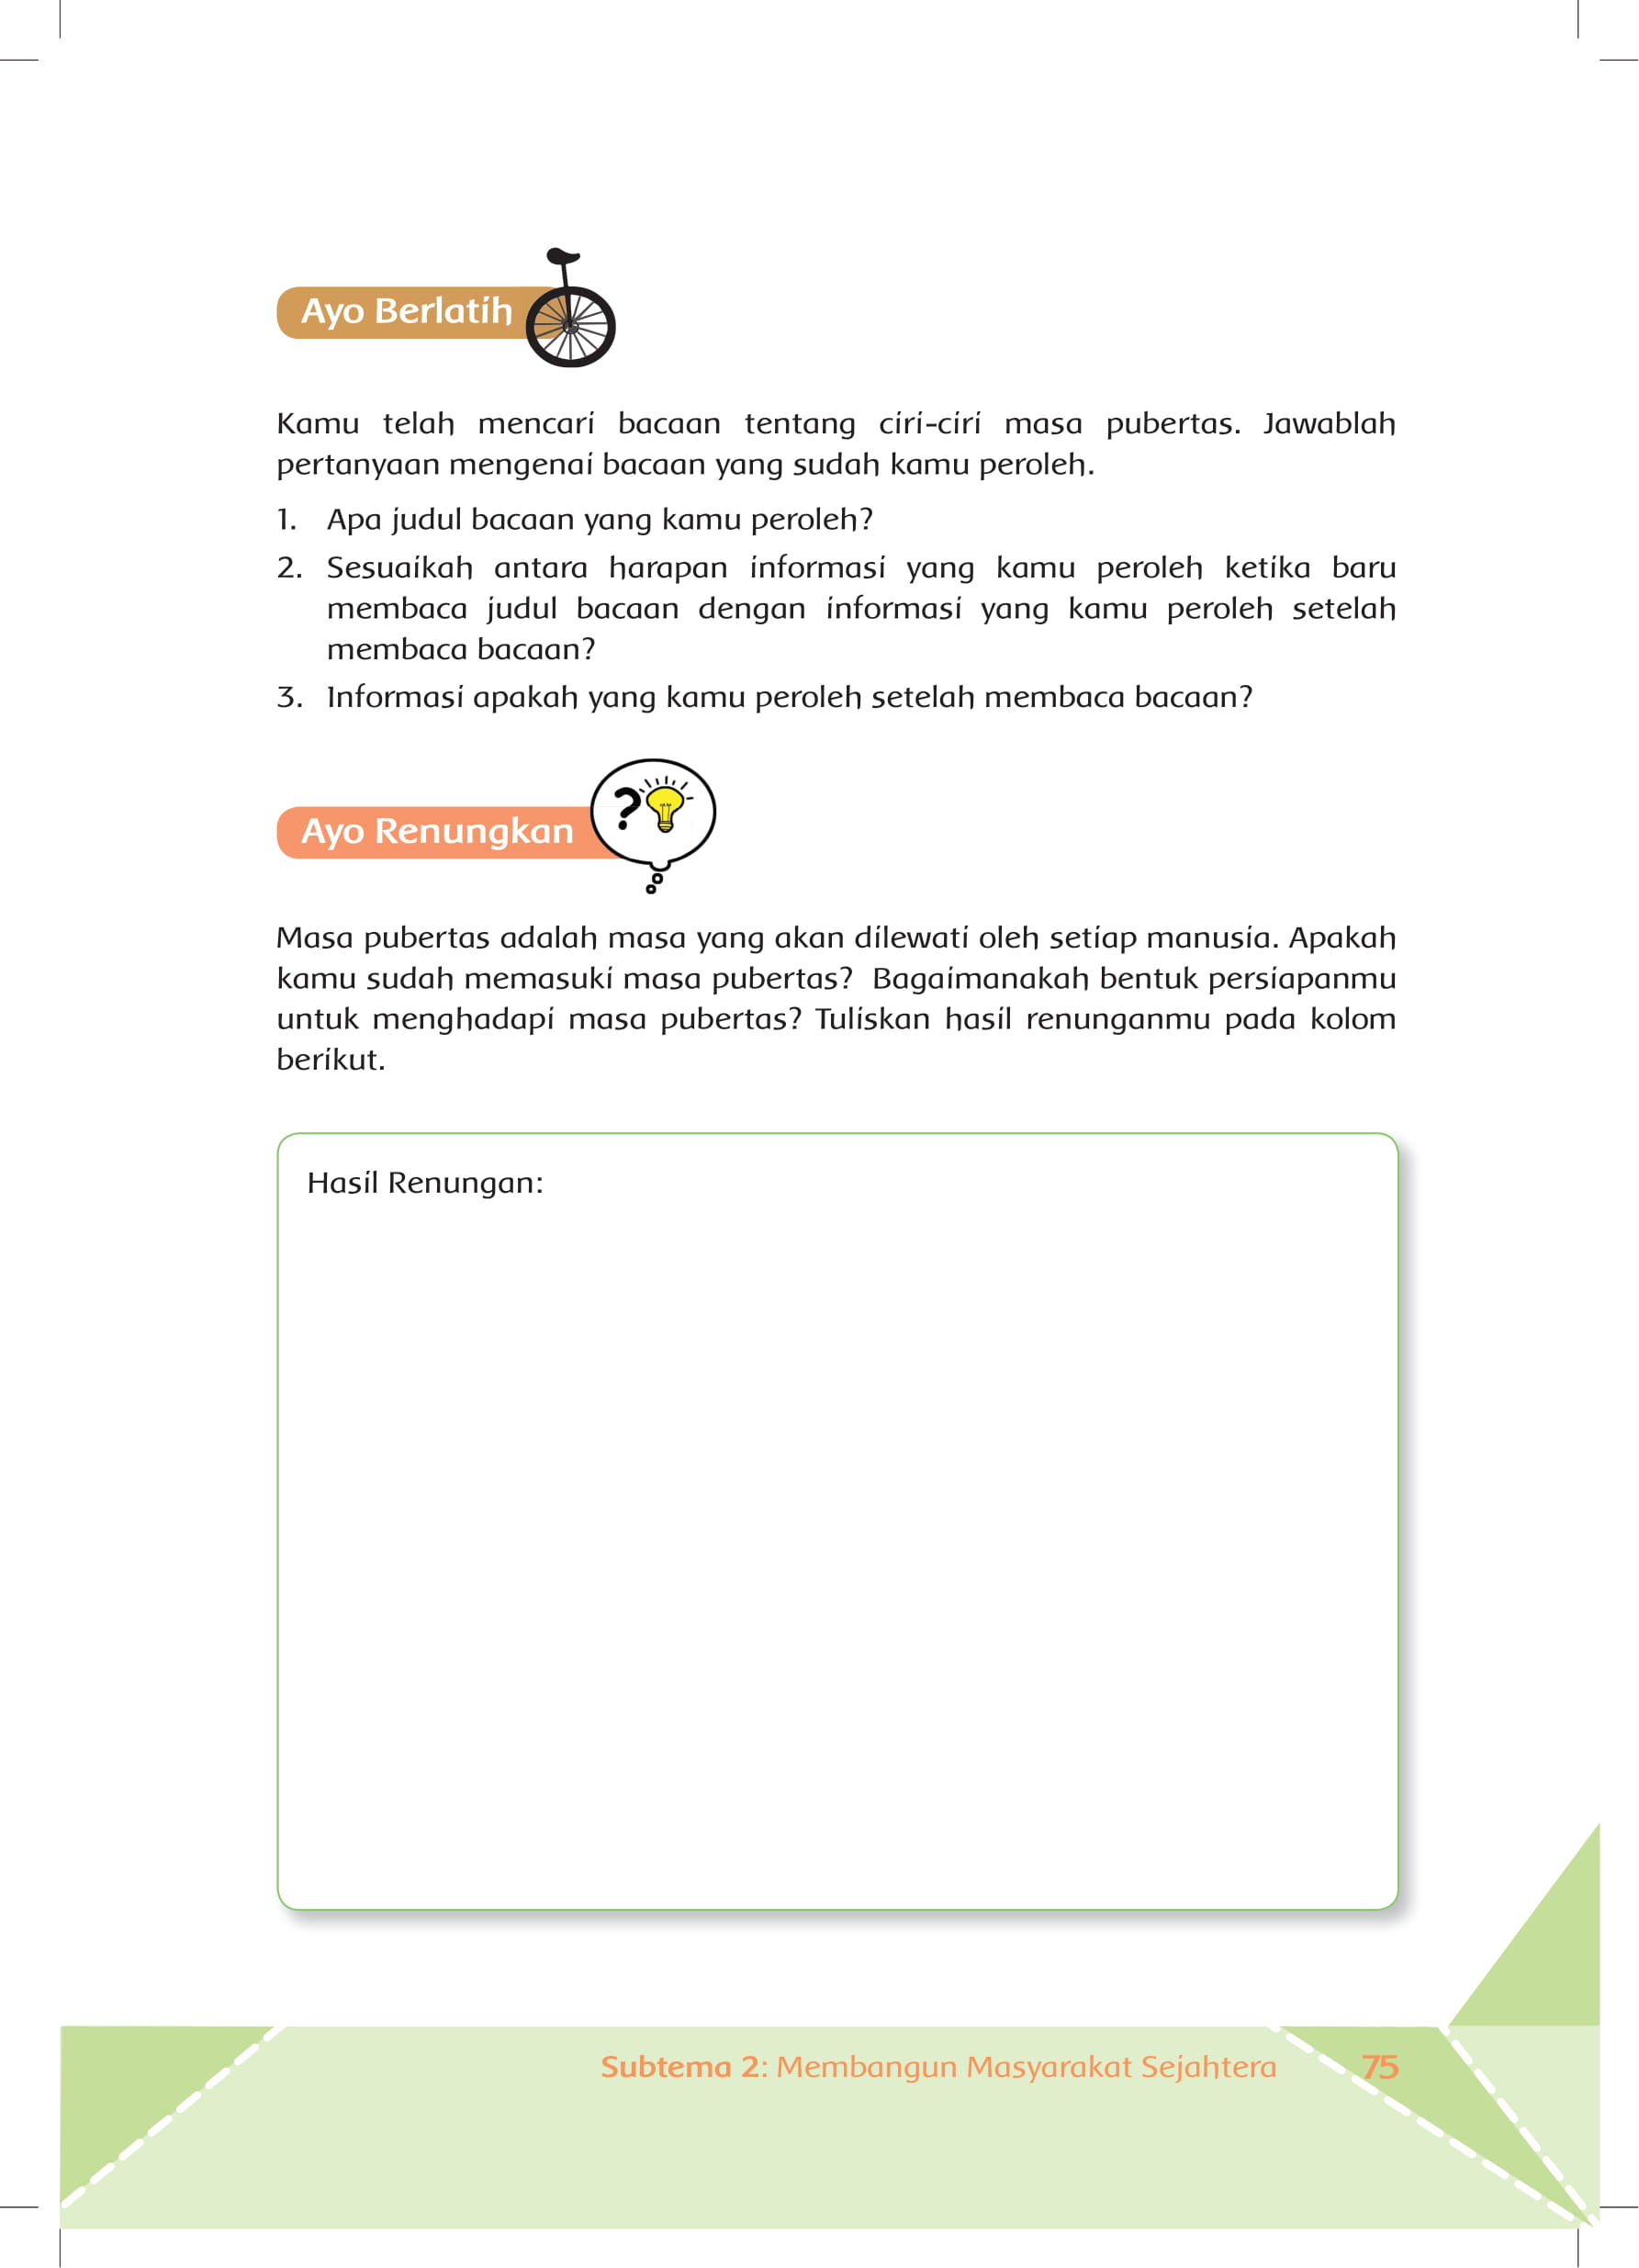 Ayo Berlatih
Kamu telah mencari bacaan tentang ciri-ciri masa pubertas. Jawablah
pertanyaan mengenai bacaan yang sudah kamu peroleh.
1. Apa judul bacaan yang kamu peroleh?
2. Sesuaikah antara harapan informasi yang kamu peroleh ketika baru
membaca judul bacaan dengan informasi yang kamu peroleh setelah
membaca bacaan?
3. Informasi apakah yang kamu peroleh setelah membaca bacaan?
?
Ayo Renungkan
Masa pubertas adalah masa yang akan dilewati oleh setiap manusia. Apakah
kamu sudah memasuki masa pubertas? Bagaimanakah bentuk persiapanmu
untuk menghadapi masa pubertas? Tuliskan hasil renunganmu pada kolom
berikut.
Hasil Renungan:
Subtema 2: Membangun Masyarakat Sejahtera 75